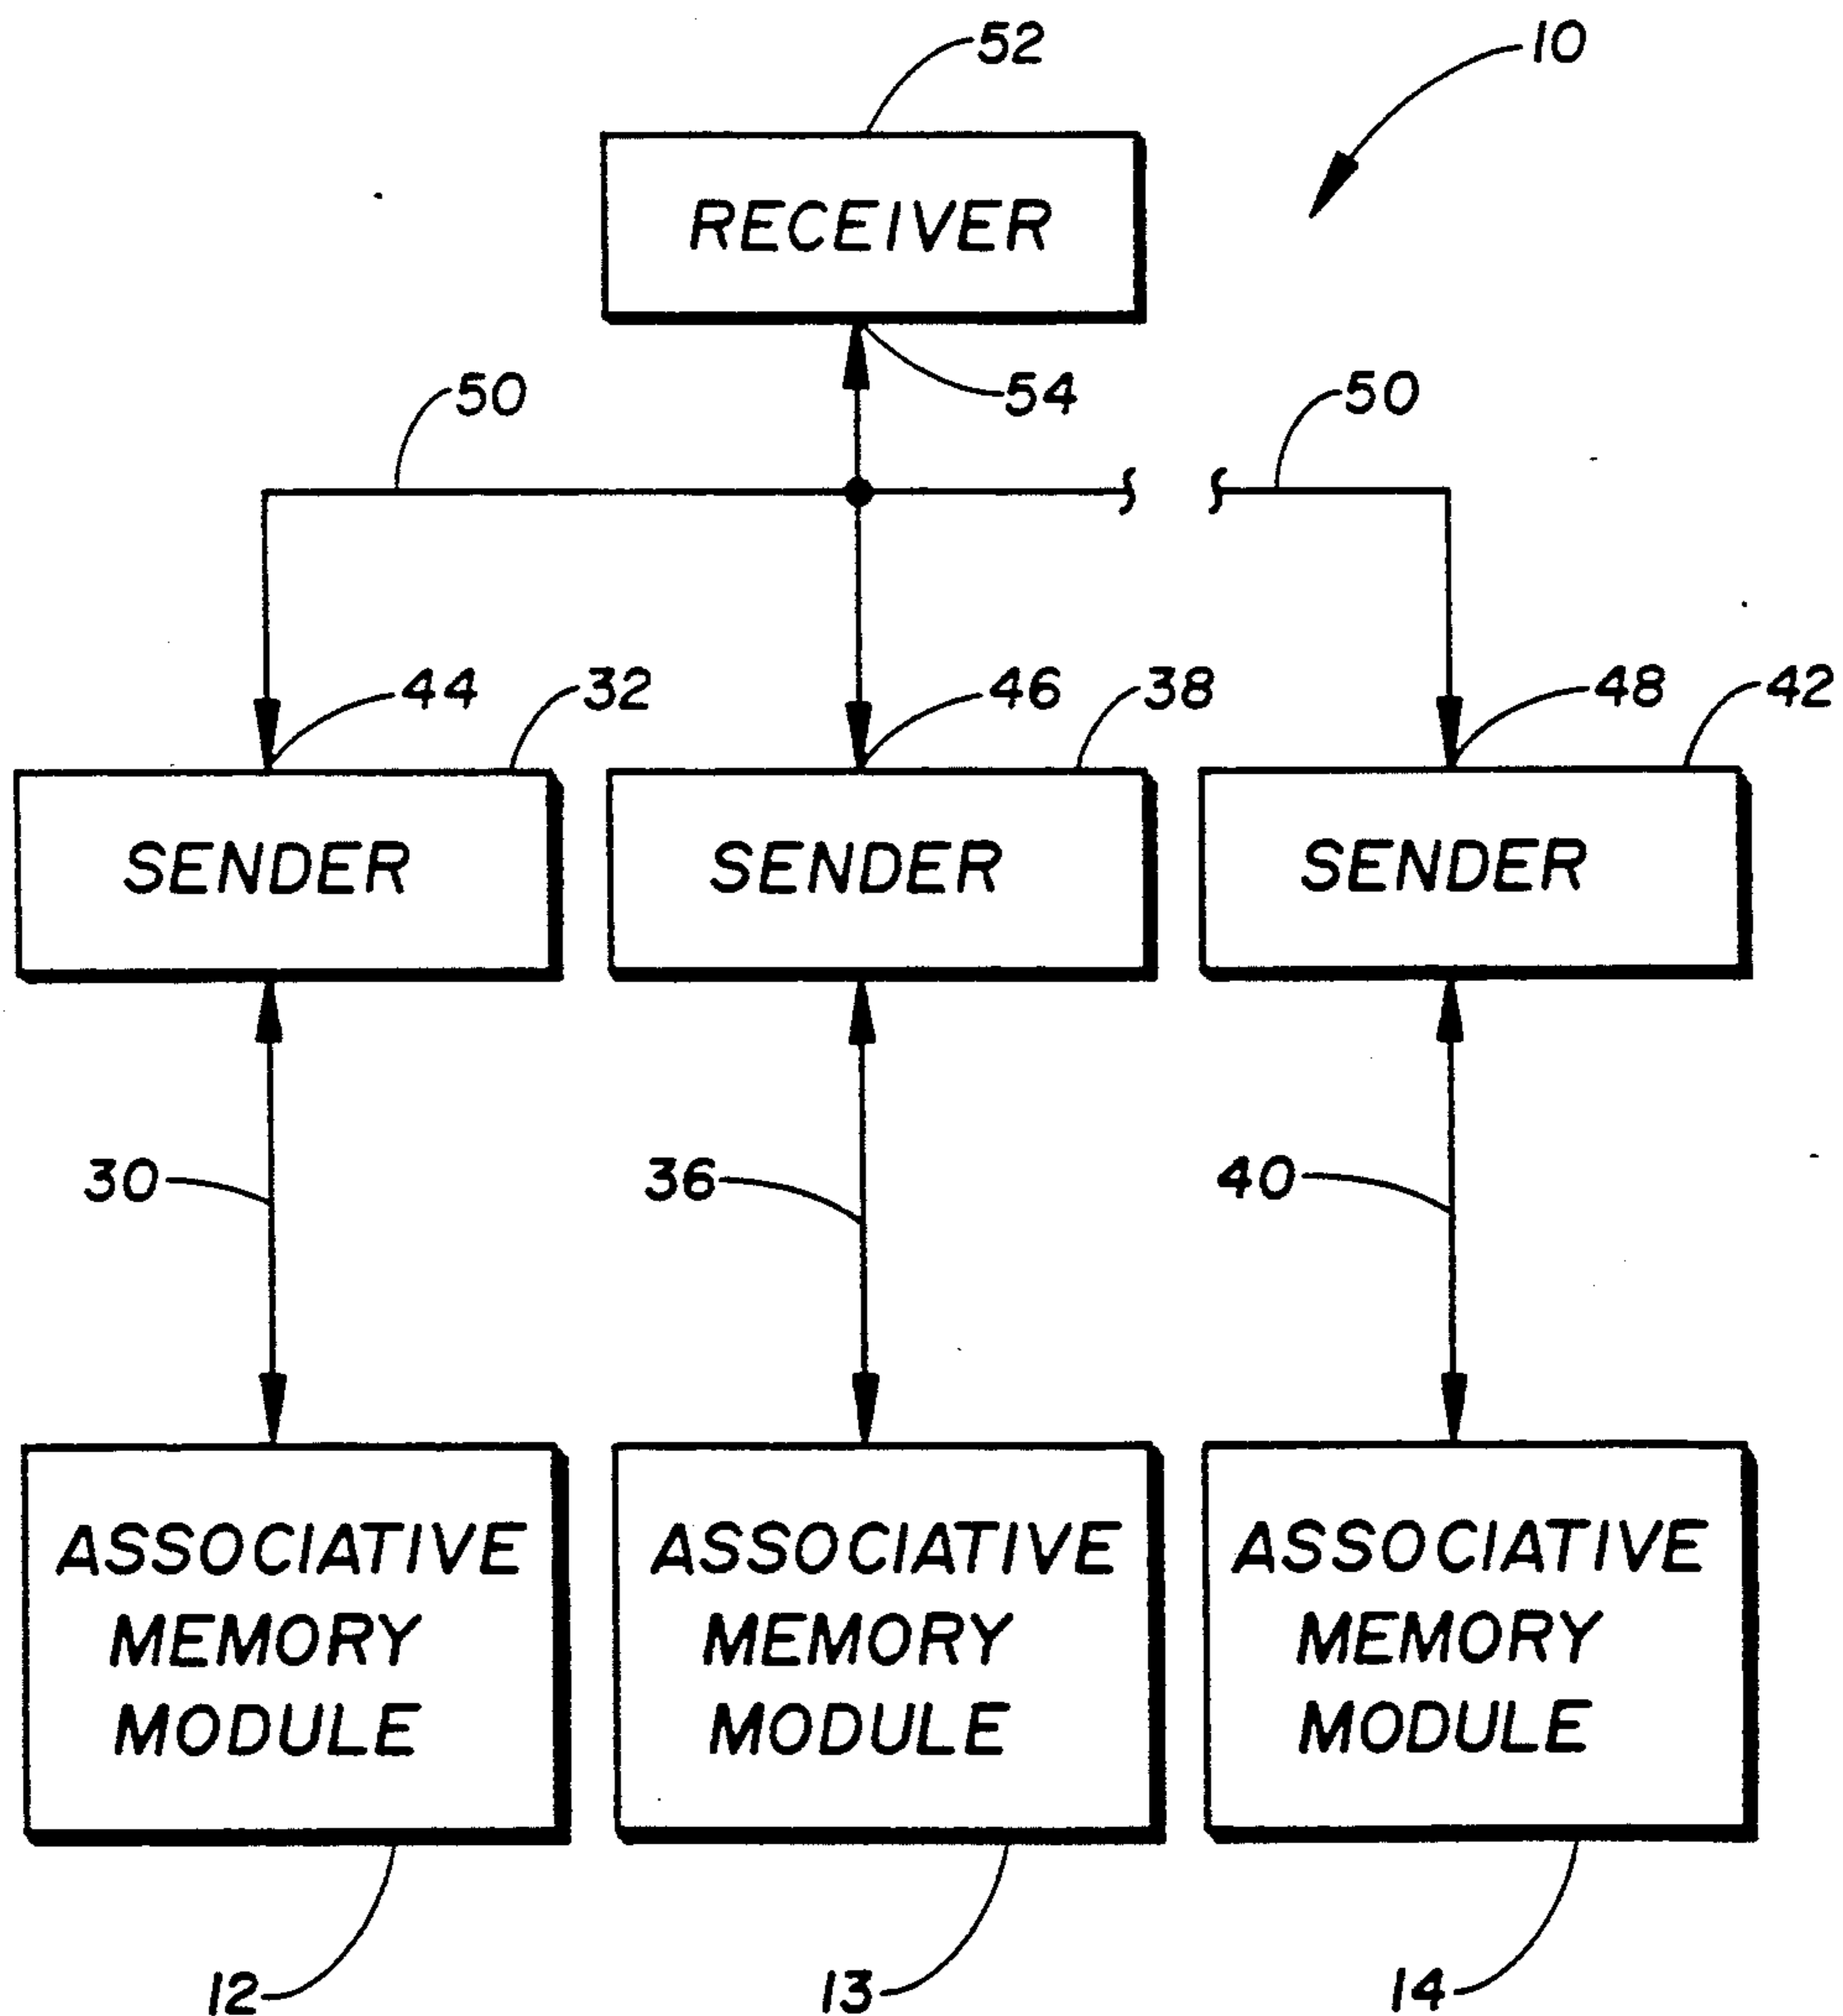 52
10
RECEIVER
50
54
50
44
32
46
38
48
42
SENDER
SENDER
SENDER
30
36
40
ASSOCIATIVE
MEMORY
MODULE
ASSOCIATIVE
MEMORY
MODULE
ASSOCIATIVE
MEMORY
MODULE
12
13
14